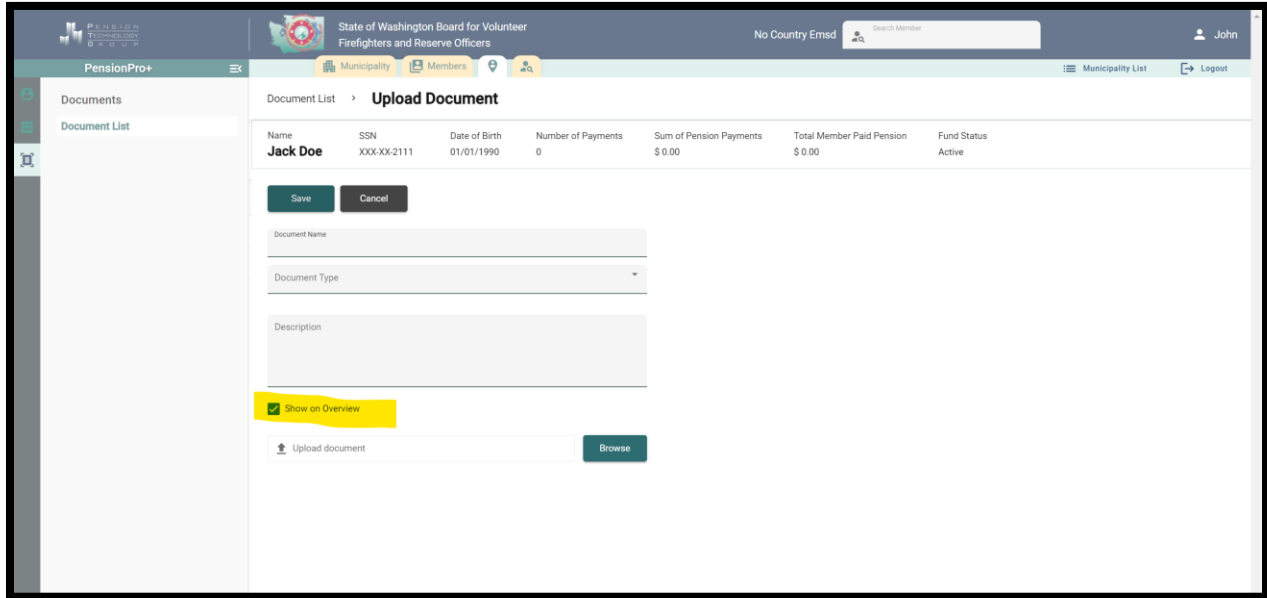 PENSION
TECHNOLOGY
GROUP
State of Washington Board for Volunteer
Firefighters and Reserve Officers
No Country Emsd
Search Member
John
PensionPro+
Municipality
Members
Municipality List
Logout
Documents
Document List
Document List > Upload Document
Name SSN Date of Birth Number of Payments Sum of Pension Payments Total Member Paid Pension Fund Status
Jack Doe XXX-XX-2111 01/01/1990 0 $ 0.00 $ 0.00 Active
Save Cancel
Document Name
Document Type
Description
Show on Overview
Upload document Browse